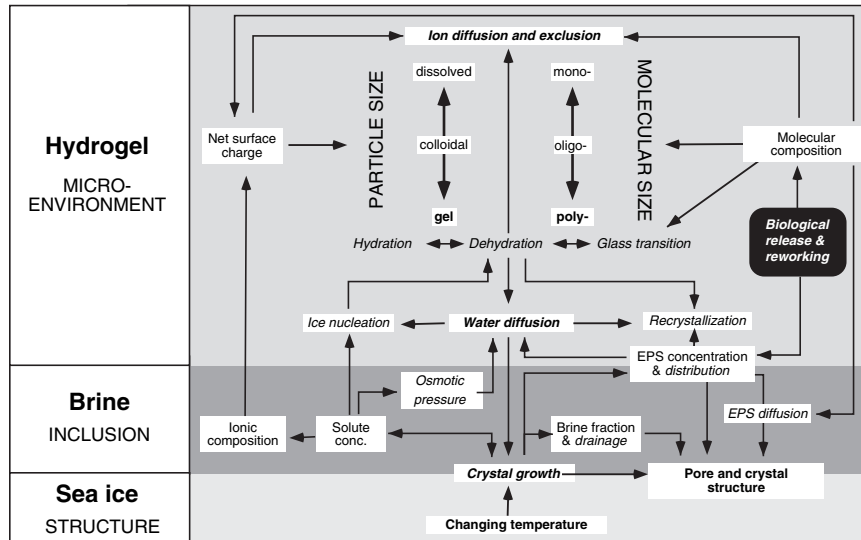 Hydrogel
MICRO-
ENVIRONMENT
Ion diffusion and exclusion
PARTICLE SIZE
dissolved
colloidal
gel
mono-
oligo-
poly-
MOLECULAR SIZE
Net surface
charge
Molecular
composition
Biological
release &
reworking
Hydration
Dehydration
Glass transition
Ice nucleation
Water diffusion
Recrystallization
EPS concentration
& distribution
Brine
INCLUSION
Osmotic
pressure
Ionic
composition
Solute
conc.
Brine fraction
& drainage
EPS diffusion
Sea ice
STRUCTURE
Crystal growth
Pore and crystal
structure
Changing temperature